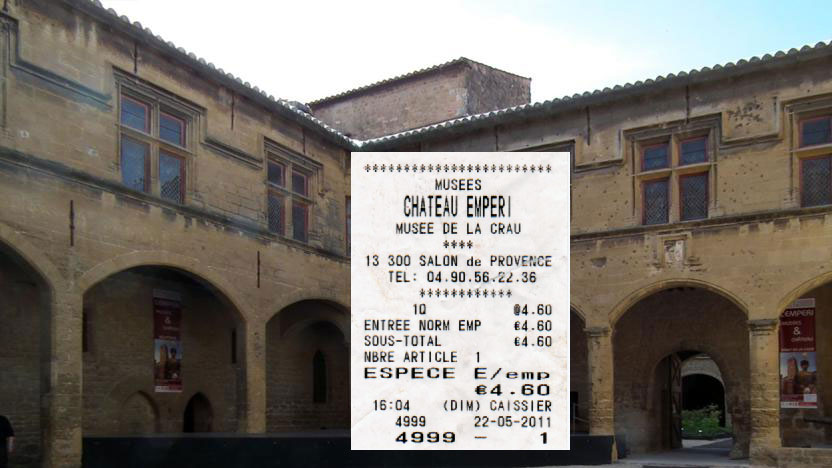 ************************
MUSEES
CHATEAU EMPERI
MUSEE DE LA CRAU
****
13 300 SALON de PROVENCE
TEL: 04.90.56.22.36
************
1Q @4.60
ENTREE NORM EMP €4.60
SOUS-TOTAL €4.60
NBRE ARTICLE 1
ESPECE E/emp
€4.60
16:04 (DIM) CAISSIER
4999 22-05-2011
4999 - 1
EMPERI
&